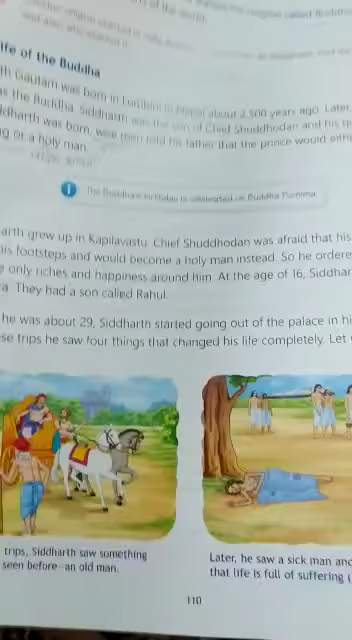 life of the Buddha
th Gautam was born in Lumbini in Nepal about 2,500 years ago. Later
as the Buddha. Siddharth was the son of Chief Shuddhodan and his
ddharth was born, wise men told his father that the prince would eith
g or a holy man.
The Buddha's birthday is celebrated on Buddha Purnima.
arth grew up in Kapilavastu. Chief Shuddhodan was afraid that his
his footsteps and would become a holy man instead. So he ordere
only riches and happiness around him. At the age of 16, Siddhar
a. They had a son called Rahul.
he was about 29, Siddharth started going out of the palace in hi
se trips he saw four things that changed his life completely. Let
trips, Siddharth saw something
seen before—an old man.
Later, he saw a sick man and
that life is full of suffering (
110